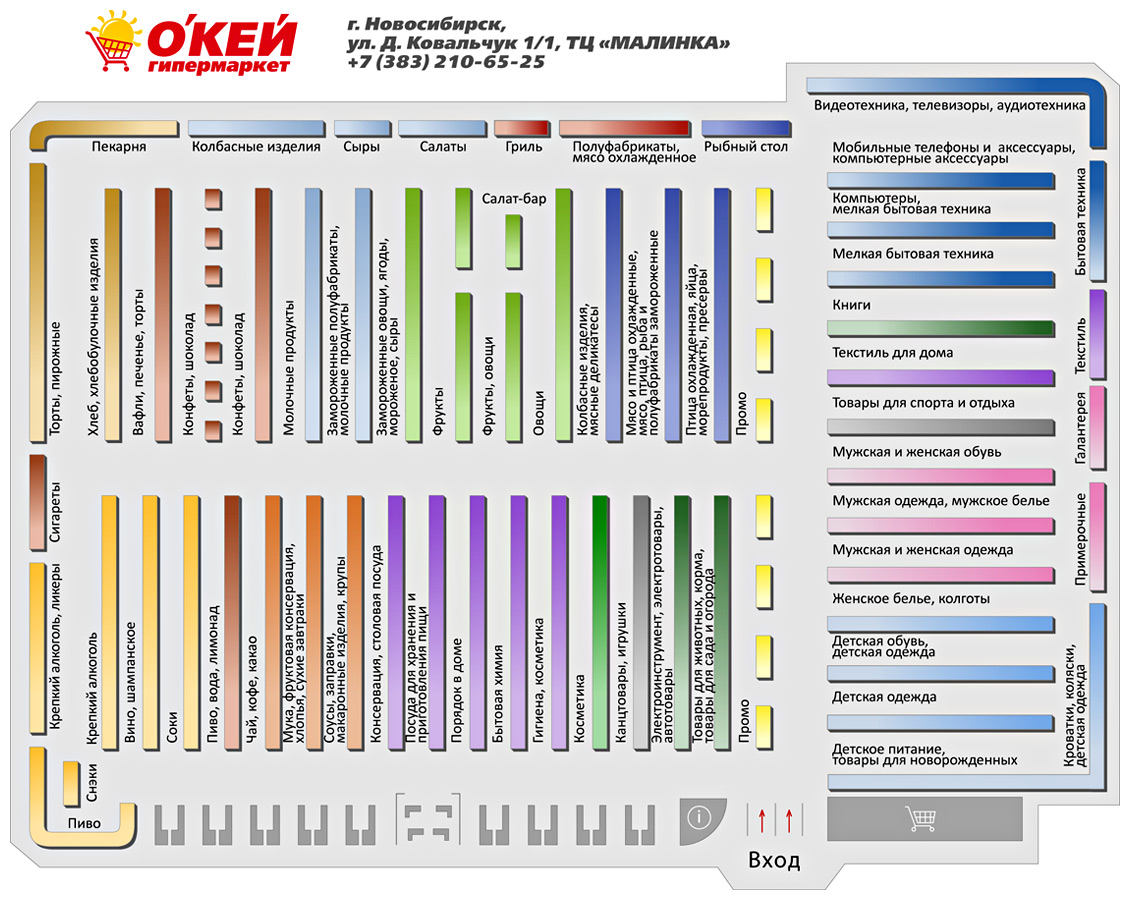 О'КЕЙ
гипермаркет
г. Новосибирск,
ул. Д. Ковальчук 1/1, ТЦ «МАЛИНКА»
+7 (383) 210-65-25
Пекарня
Колбасные изделия
Сыры
Салаты
Гриль
Полуфабрикаты,
мясо охлажденное
Рыбный стол
Торты, пирожные
Хлеб, хлебобулочные изделия
Вафли, печенье, торты
Конфеты, шоколад
Конфеты, шоколад
Молочные продукты
Замороженные полуфабрикаты,
молочные продукты
Замороженные овощи, ягоды,
мороженое, сыры
Фрукты
Салат-бар
Фрукты, овощи
Овощи
Колбасные изделия,
мясные деликатесы
Мясо и птица охлажденные,
мясо, птица, рыба и
полуфабрикаты замороженные
Птица охлажденная, яйца,
морепродукты, пресервы
Промо
Сигареты
Крепкий алкоголь, ликеры
Крепкий алкоголь
Вино, шампанское
Соки
Пиво, вода, лимонад
Чай, кофе, какао
Мука, фруктовая консервация,
хлопья, сухие завтраки
Соусы, заправки,
макаронные изделия, крупы
Консервация, столовая посуда
Посуда для хранения и
приготовления пищи
Порядок в доме
Бытовая химия
Гигиена, косметика
Косметика
Канцтовары, игрушки
Электроинструмент, электротовары,
автотовары
Товары для животных, корма,
товары для сада и огорода
Промо
Снэки
Пиво
i
Вход
Видеотехника, телевизоры, аудиотехника
Мобильные телефоны и аксессуары,
компьютерные аксессуары
Компьютеры,
мелкая бытовая техника
Мелкая бытовая техника
Книги
Текстиль для дома
Товары для спорта и отдыха
Мужская и женская обувь
Мужская одежда, мужское белье
Мужская и женская одежда
Женское белье, колготы
Детская обувь,
детская одежда
Детская одежда
Детское питание,
товары для новорожденных
Бытовая техника
Текстиль
Галантерея
Примерочные
Кроватки, коляски,
детская одежда